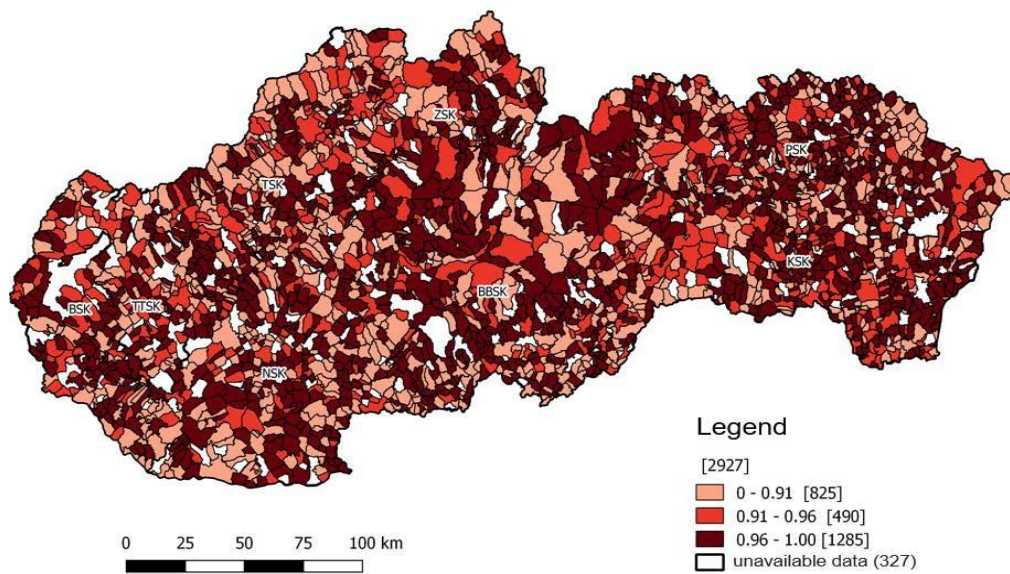 ZSK
PSK
TSK
KSK
BBSK
BSK
TTSK
NSK
Legend
[2927]
0 - 0.91 [825]
0.91 - 0.96 [490]
0.96 - 1.00 [1285]
unavailable data (327)
0 25 50 75 100 km